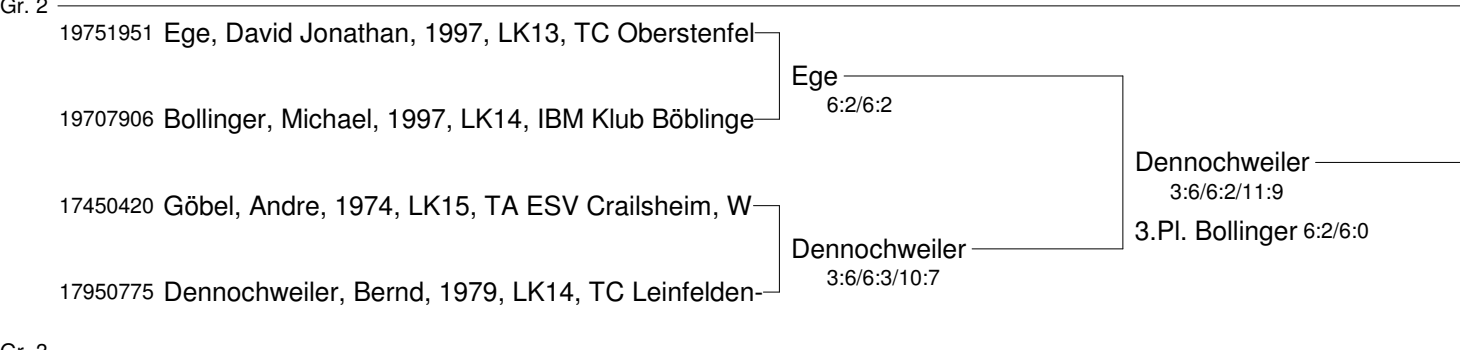 Gr. 2
19751951 Ege, David Jonathan, 1997, LK13, TC Oberstenfel
Ege
6:2/6:2
19707906 Bollinger, Michael, 1997, LK14, IBM Klub Böblinge
Dennochweiler
3:6/6:2/11:9
17450420 Göbel, Andre, 1974, LK15, TA ESV Crailsheim, W
3.Pl. Bollinger 6:2/6:0
Dennochweiler
3:6/6:3/10:7
17950775 Dennochweiler, Bernd, 1979, LK14, TC Leinfelden-